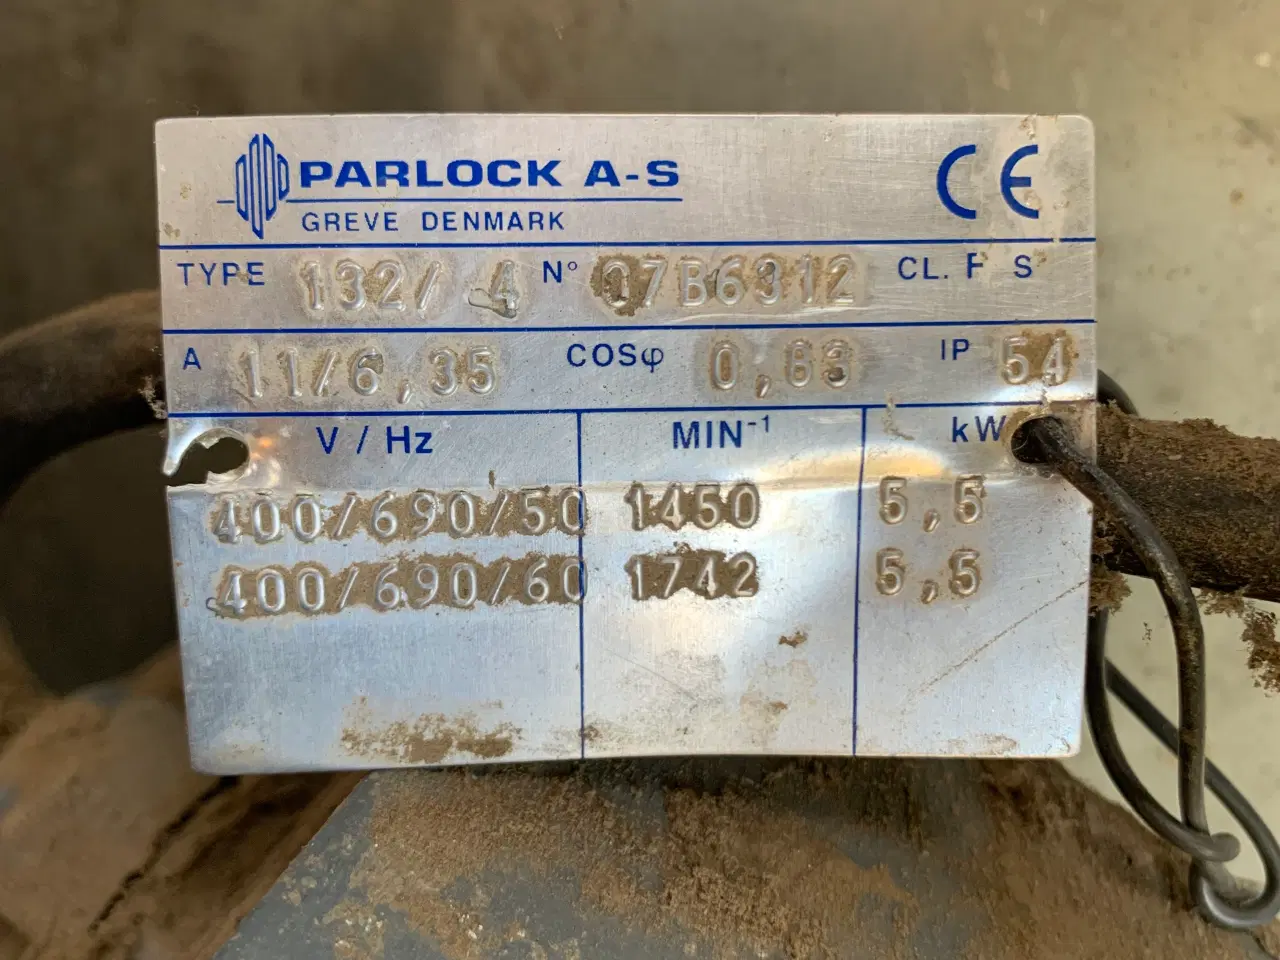 PARLOCK A-S
GREVE DENMARK
CE
TYPE 132/ 4 N° 07B6312 CL. F S
A 11/6,35 COSφ 0,83 IP 54
V / Hz MIN⁻¹ kW
400/690/50 1450 5,5
400/690/60 1742 5,5